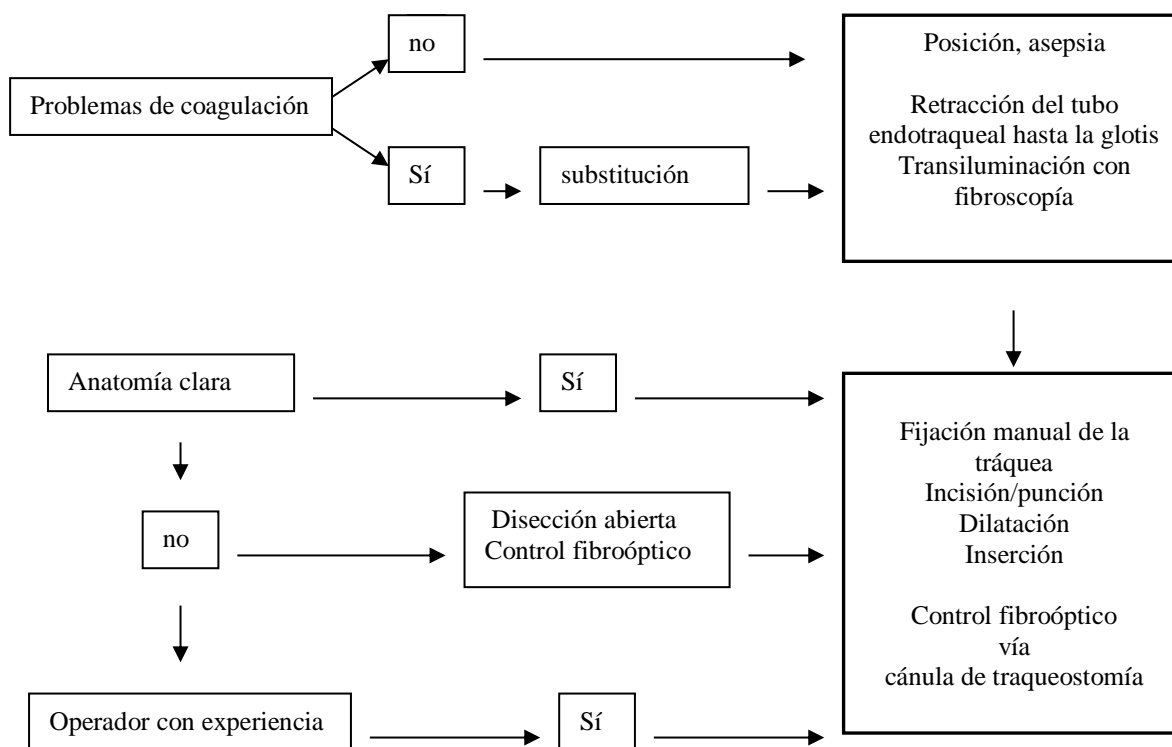 no
Problemas de coagulación
Sí
substitución
Posición, asepsia
Retracción del tubo
endotraqueal hasta la glotis
Transiluminación con
fibroscopía
Anatomía clara
Sí
no
Disección abierta
Control fibroóptico
Fijación manual de la
tráquea
Incisión/punción
Dilatación
Inserción
Control fibroóptico
vía
cánula de traqueostomía
Operador con experiencia
Sí